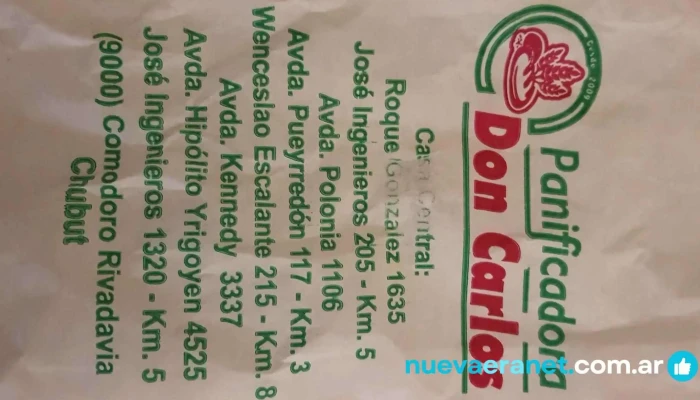 Desde 2009
Panificadora
Don Carlos
Casa Central:
Roque Gonzalez 1635
José Ingenieros 205 - Km. 5
Avda. Polonia 1106
Avda. Pueyrredón 117 - Km. 3
Wenceslao Escalante 215 - Km. 8
Avda. Kennedy 3337
Avda. Hipólito Yrigoyen 4525
José Ingenieros 1320 - Km. 5
(9000) Comodoro Rivadavia
Chubut
nuevaeranet.com.ar